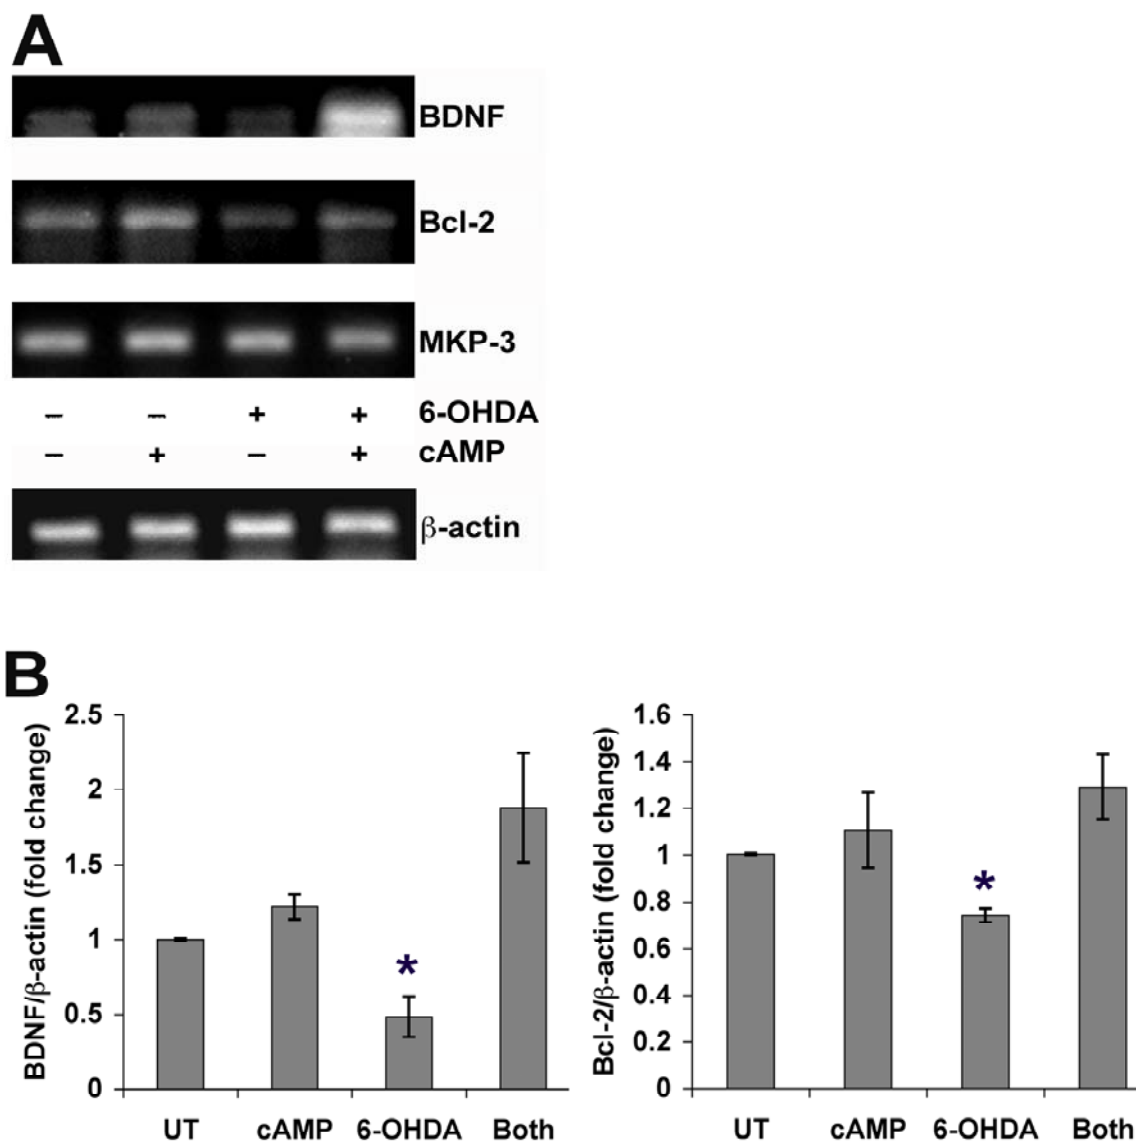 A
BDNF
Bcl-2
MKP-3
− − + + 6-OHDA
− + − + cAMP
β-actin
B
BDNF/β-actin (fold change)
2.5
2
1.5
1
0.5
0
UT cAMP 6-OHDA Both
*
Bcl-2/β-actin (fold change)
1.6
1.4
1.2
1
0.8
0.6
0.4
0.2
0
UT cAMP 6-OHDA Both
*